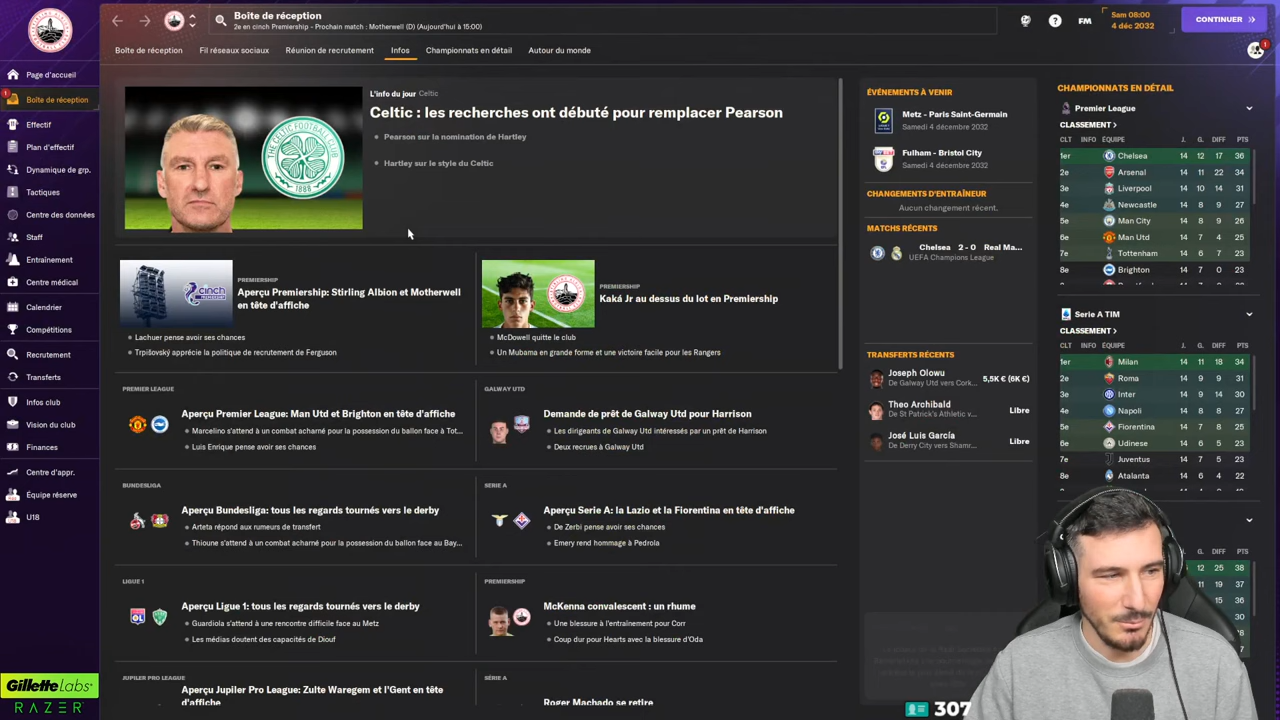 Boîte de réception
2e en cinch Premiership - Prochain match : Motherwell (D) (Aujourd'hui à 15:00)
FM
Sam 08:00
4 déc 2032
CONTINUER
Boîte de réception
Fil réseaux sociaux
Réunion de recrutement
Infos
Championnats en détail
Autour du monde
1
Page d'accueil
1
Boîte de réception
Effectif
Plan d'effectif
Dynamique de grp.
Tactiques
Centre des données
Staff
Entraînement
Centre médical
Calendrier
Compétitions
Recrutement
Transferts
Infos club
Vision du club
Finances
Centre d'appr.
Équipe réserve
U18
Gillette Labs
RAZER
L'info du jour Celtic
Celtic : les recherches ont débuté pour remplacer Pearson
Pearson sur la nomination de Hartley
Hartley sur le style du Celtic
THE CELTIC FOOTBALL CLUB
1888
cinch
PREMIERSHIP
Aperçu Premiership: Stirling Albion et Motherwell
en tête d'affiche
Lachuer pense avoir ses chances
Trpišovský apprécie la politique de recrutement de Ferguson
PREMIERSHIP
Kaká Jr au dessus du lot en Premiership
McDowell quitte le club
Un Mubama en grande forme et une victoire facile pour les Rangers
PREMIER LEAGUE
Aperçu Premier League: Man Utd et Brighton en tête d'affiche
Marcelino s'attend à un combat acharné pour la possession du ballon face à Tot...
Luis Enrique pense avoir ses chances
GALWAY UTD
Demande de prêt de Galway Utd pour Harrison
Les dirigeants de Galway Utd intéressés par un prêt de Harrison
Deux recrues à Galway Utd
BUNDESLIGA
Aperçu Bundesliga: tous les regards tournés vers le derby
Arteta répond aux rumeurs de transfert
Thioune s'attend à un combat acharné pour la possession du ballon face au Bay...
SERIE A
Aperçu Serie A: la Lazio et la Fiorentina en tête d'affiche
De Zerbi pense avoir ses chances
Emery rend hommage à Pedrola
LIGUE 1
Aperçu Ligue 1: tous les regards tournés vers le derby
Guardiola s'attend à une rencontre difficile face au Metz
Les médias doutent des capacités de Diouf
OL
PREMIERSHIP
McKenna convalescent : un rhume
Une blessure à l'entraînement pour Corr
Coup dur pour Hearts avec la blessure d'Oda
JUPILER PRO LEAGUE
Aperçu Jupiler Pro League: Zulte Waregem et l'Gent en tête
d'affiche
SÉRIE A
Roger Machado se retire
ÉVÉNEMENTS À VENIR
Metz - Paris Saint-Germain
Samedi 4 décembre 2032
Fulham - Bristol City
Samedi 4 décembre 2032
CHANGEMENTS D'ENTRAÎNEUR
Aucun changement récent.
MATCHS RÉCENTS
Chelsea 2 - 0 Real Ma...
UEFA Champions League
TRANSFERTS RÉCENTS
Joseph Olowu
De Galway Utd vers Cork...
5,5K € (6K €)
Theo Archibald
De St Patrick's Athletic v...
Libre
José Luis García
De Derry City vers Shamr...
Libre
CHAMPIONNATS EN DÉTAIL
Premier League
CLASSEMENT
CLT INFO ÉQUIPE J. G DIFF PTS
1er Chelsea 14 12 17 36
2e Arsenal 14 11 22 34
3e Liverpool 14 10 14 31
4e Newcastle 14 8 9 27
5e Man City 14 8 9 26
6e Man Utd 14 7 4 25
7e Tottenham 14 6 7 23
8e Brighton 14 7 0 23
Serie A TIM
CLASSEMENT
CLT INFO ÉQUIPE J. G DIFF PTS
1er Milan 14 11 18 34
2e Roma 14 9 9 31
3e Inter 14 9 14 30
4e Napoli 14 8 8 27
5e Fiorentina 14 7 8 25
6e Udinese 14 6 5 23
7e Juventus 14 7 5 23
8e Atalanta 14 6 4 22
G DIFF PTS
12 25 38
11 19 37
15 36
307